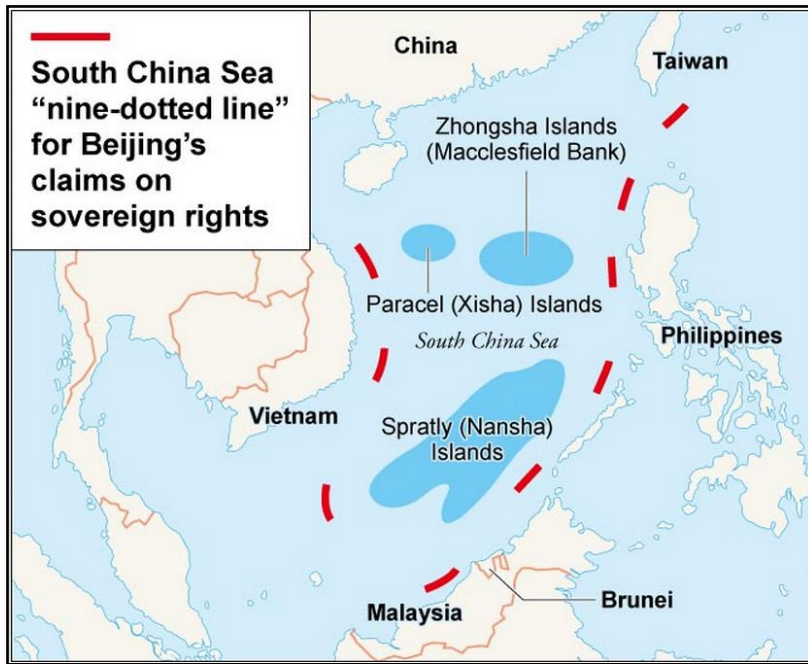 South China Sea
“nine-dotted line”
for Beijing’s
claims on
sovereign rights
China
Taiwan
Zhongsha Islands
(Macclesfield Bank)
Paracel (Xisha) Islands
South China Sea
Philippines
Vietnam
Spratly (Nansha)
Islands
Malaysia
Brunei